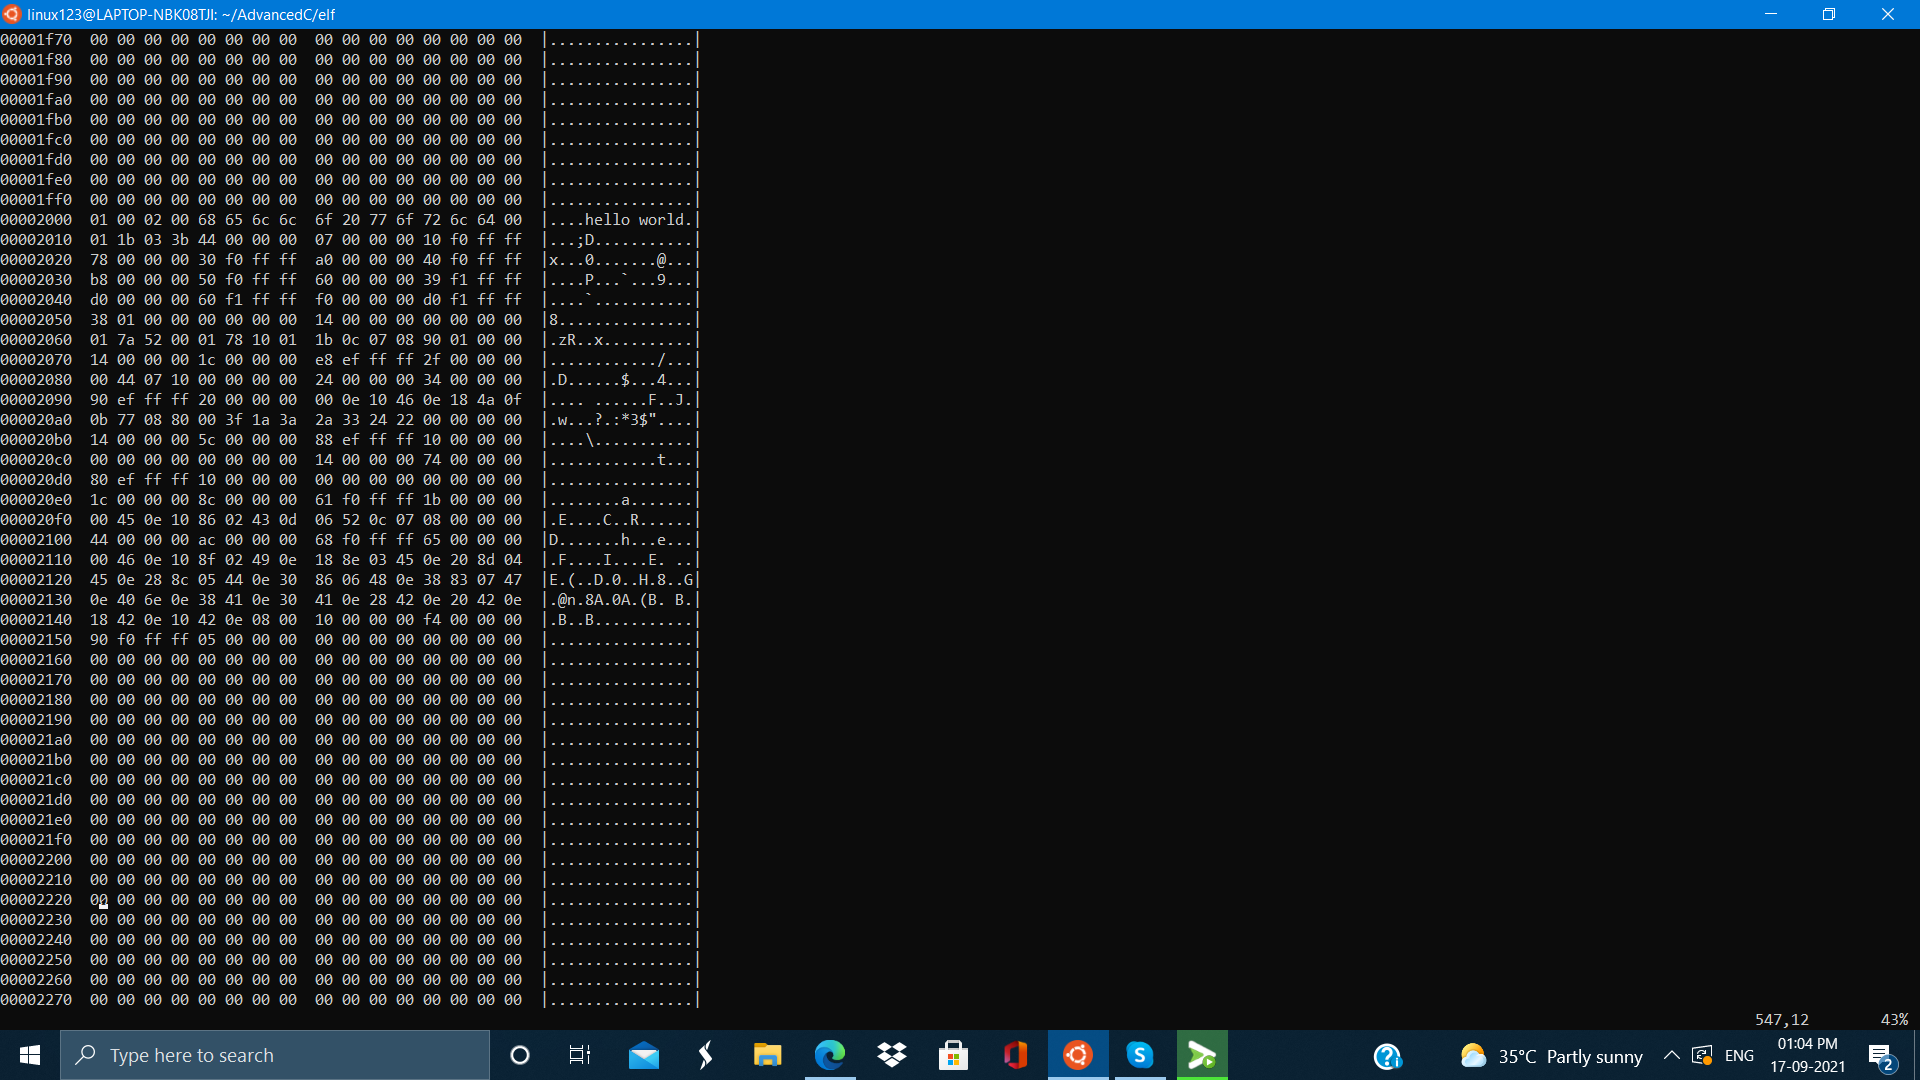 linux123@LAPTOP-NBK08TJI: ~/AdvancedC/elf
00001f70  00 00 00 00 00 00 00 00  00 00 00 00 00 00 00 00  |................|
00001f80  00 00 00 00 00 00 00 00  00 00 00 00 00 00 00 00  |................|
00001f90  00 00 00 00 00 00 00 00  00 00 00 00 00 00 00 00  |................|
00001fa0  00 00 00 00 00 00 00 00  00 00 00 00 00 00 00 00  |................|
00001fb0  00 00 00 00 00 00 00 00  00 00 00 00 00 00 00 00  |................|
00001fc0  00 00 00 00 00 00 00 00  00 00 00 00 00 00 00 00  |................|
00001fd0  00 00 00 00 00 00 00 00  00 00 00 00 00 00 00 00  |................|
00001fe0  00 00 00 00 00 00 00 00  00 00 00 00 00 00 00 00  |................|
00001ff0  00 00 00 00 00 00 00 00  00 00 00 00 00 00 00 00  |................|
00002000  01 00 02 00 68 65 6c 6c  6f 20 77 6f 72 6c 64 00  |....hello world.|
00002010  01 1b 03 3b 44 00 00 00  07 00 00 00 10 f0 ff ff  |...;D...........|
00002020  78 00 00 00 30 f0 ff ff  a0 00 00 00 40 f0 ff ff  |x...0.......@...|
00002030  b8 00 00 00 50 f0 ff ff  60 00 00 00 39 f1 ff ff  |....P...`...9...|
00002040  d0 00 00 00 60 f1 ff ff  f0 00 00 00 d0 f1 ff ff  |....`...........|
00002050  38 01 00 00 00 00 00 00  14 00 00 00 00 00 00 00  |8...............|
00002060  01 7a 52 00 01 78 10 01  1b 0c 07 08 90 01 00 00  |.zR..x..........|
00002070  14 00 00 00 1c 00 00 00  e8 ef ff ff 2f 00 00 00  |............/...|
00002080  00 44 07 10 00 00 00 00  24 00 00 00 34 00 00 00  |.D......$...4...|
00002090  90 ef ff ff 20 00 00 00  00 0e 10 46 0e 18 4a 0f  |.... ......F..J.|
000020a0  0b 77 08 80 00 3f 1a 3a  2a 33 24 22 00 00 00 00  |.w...?.:*3$"....|
000020b0  14 00 00 00 5c 00 00 00  88 ef ff ff 10 00 00 00  |....\...........|
000020c0  00 00 00 00 00 00 00 00  14 00 00 00 74 00 00 00  |............t...|
000020d0  80 ef ff ff 10 00 00 00  00 00 00 00 00 00 00 00  |................|
000020e0  1c 00 00 00 8c 00 00 00  61 f0 ff ff 1b 00 00 00  |........a.......|
000020f0  00 45 0e 10 86 02 43 0d  06 52 0c 07 08 00 00 00  |.E....C..R......|
00002100  44 00 00 00 ac 00 00 00  68 f0 ff ff 65 00 00 00  |D.......h...e...|
00002110  00 46 0e 10 8f 02 49 0e  18 8e 03 45 0e 20 8d 04  |.F....I....E. ..|
00002120  45 0e 28 8c 05 44 0e 30  86 06 48 0e 38 83 07 47  |E.(..D.0..H.8..G|
00002130  0e 40 6e 0e 38 41 0e 30  41 0e 28 42 0e 20 42 0e  |.@n.8A.0A.(B. B.|
00002140  18 42 0e 10 42 0e 08 00  10 00 00 00 f4 00 00 00  |.B..B...........|
00002150  90 f0 ff ff 05 00 00 00  00 00 00 00 00 00 00 00  |................|
00002160  00 00 00 00 00 00 00 00  00 00 00 00 00 00 00 00  |................|
00002170  00 00 00 00 00 00 00 00  00 00 00 00 00 00 00 00  |................|
00002180  00 00 00 00 00 00 00 00  00 00 00 00 00 00 00 00  |................|
00002190  00 00 00 00 00 00 00 00  00 00 00 00 00 00 00 00  |................|
000021a0  00 00 00 00 00 00 00 00  00 00 00 00 00 00 00 00  |................|
000021b0  00 00 00 00 00 00 00 00  00 00 00 00 00 00 00 00  |................|
000021c0  00 00 00 00 00 00 00 00  00 00 00 00 00 00 00 00  |................|
000021d0  00 00 00 00 00 00 00 00  00 00 00 00 00 00 00 00  |................|
000021e0  00 00 00 00 00 00 00 00  00 00 00 00 00 00 00 00  |................|
000021f0  00 00 00 00 00 00 00 00  00 00 00 00 00 00 00 00  |................|
00002200  00 00 00 00 00 00 00 00  00 00 00 00 00 00 00 00  |................|
00002210  00 00 00 00 00 00 00 00  00 00 00 00 00 00 00 00  |................|
00002220  00 00 00 00 00 00 00 00  00 00 00 00 00 00 00 00  |................|
00002230  00 00 00 00 00 00 00 00  00 00 00 00 00 00 00 00  |................|
00002240  00 00 00 00 00 00 00 00  00 00 00 00 00 00 00 00  |................|
00002250  00 00 00 00 00 00 00 00  00 00 00 00 00 00 00 00  |................|
00002260  00 00 00 00 00 00 00 00  00 00 00 00 00 00 00 00  |................|
00002270  00 00 00 00 00 00 00 00  00 00 00 00 00 00 00 00  |................|
547,12 43%
Type here to search
35°C Partly sunny
ENG
01:04 PM
17-09-2021
2